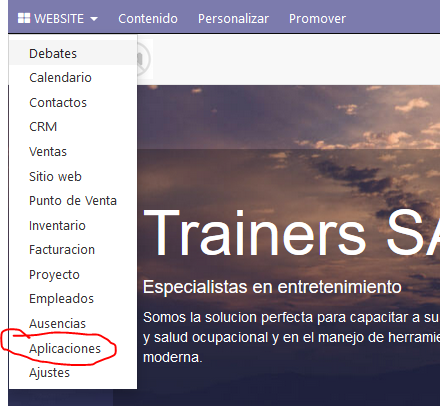 WEBSITE Contenido Personalizar Promover
Debates
Calendario
Contactos
CRM
Ventas
Sitio web
Punto de Venta
Inventario
Facturacion
Proyecto
Empleados
Ausencias
Aplicaciones
Ajustes
Trainers SA
Especialistas en entretenimiento
Somos la solucion perfecta para capacitar a su
y salud ocupacional y en el manejo de herramie
moderna.